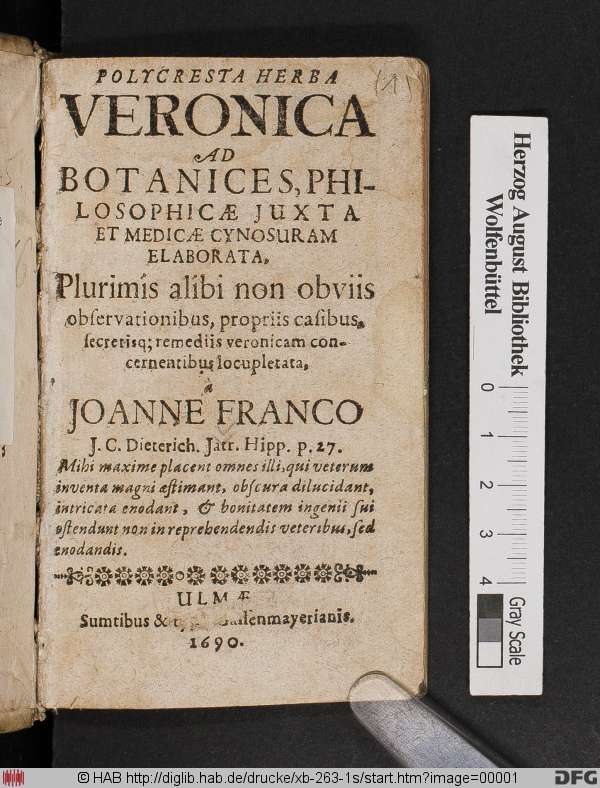 POLYCRESTA HERBA
(15)
VERONICA
AD
BOTANICES, PHI-
LOSOPHICÆ JUXTA
ET MEDICÆ CYNOSURAM
ELABORATA,
Plurimis alibi non obviis
obſervationibus, propriis caſibus,
ſecretisq; remediis veronicam con-
cernentibus locupletata,
à
JOANNE FRANCO
J. C. Dieterich. Jatr. Hipp. p. 27.
Mihi maxime placent omnes illi, qui veterum
inventa magni æſtimant, obſcura dilucidant,
intricata enodant, & bonitatem ingenii ſui
oſtendunt non in reprehendendis veteribus, ſed
enodandis.
ULMÆ
Sumtibus &
1690.
Herzog August Bibliothek
Wolfenbüttel
0
1
2
3
4
Gray Scale
© HAB http://diglib.hab.de/drucke/xb-263-1s/start.htm?image=00001
DFG